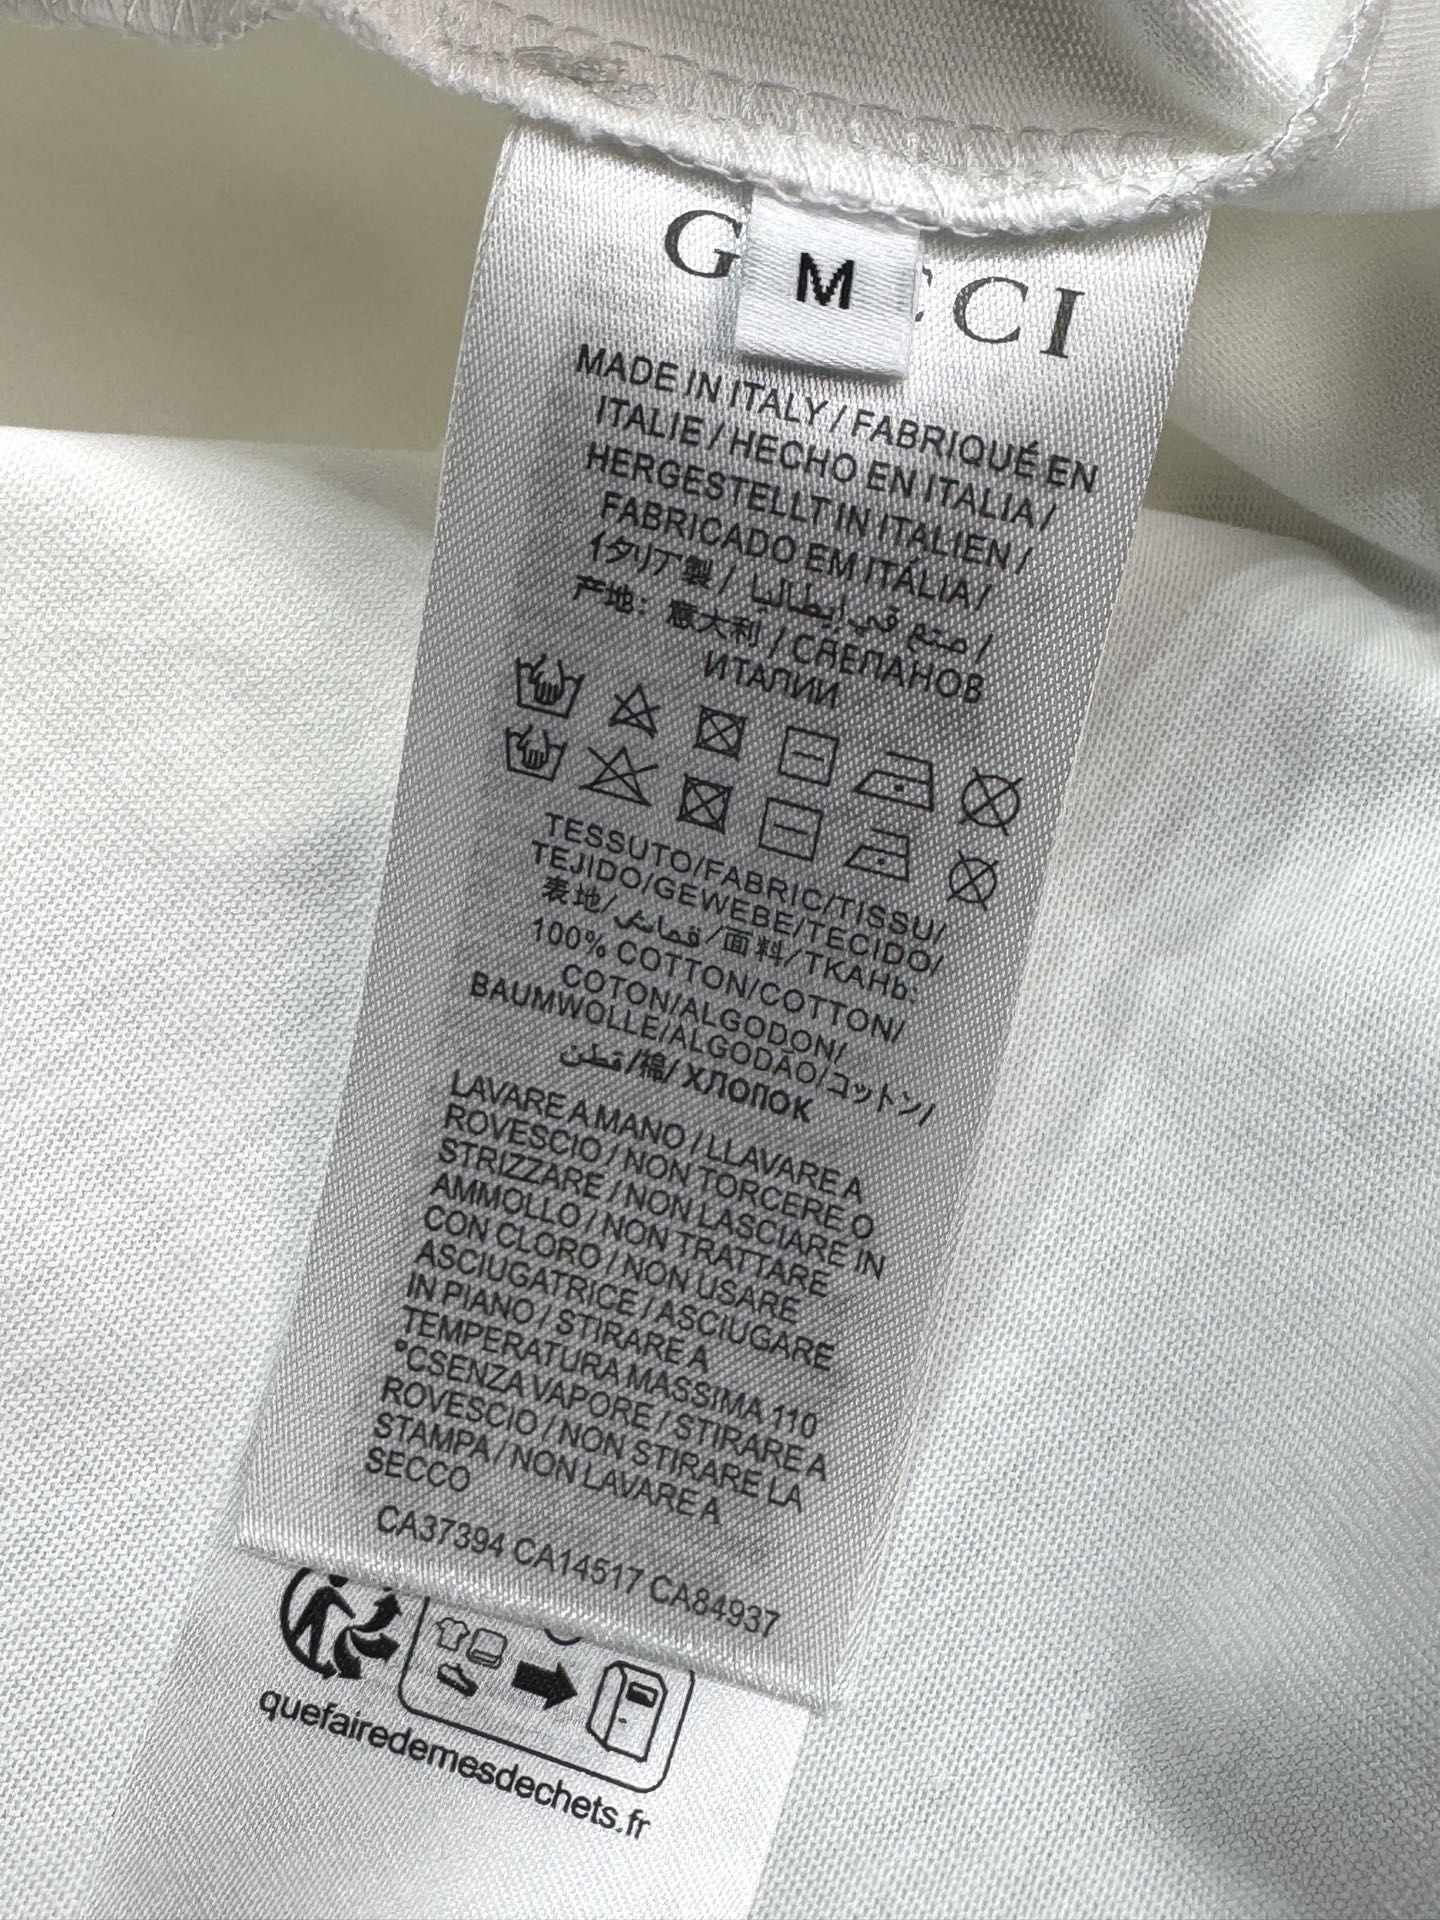 G CCI
M
MADE IN ITALY / FABRIQUÉ EN
ITALIE / HECHO EN ITALIA /
HERGESTELLT IN ITALIEN /
FABRICADO EM ITÁLIA /
イタリア製 / صنع في إيطاليا /
产地：意大利 / CЯEПAHOB
ИТАЛИИ
TESSUTO/FABRIC/TISSU/
TEJIDO/GEWEBE/TECIDO/
表地/قماش/面料/ТКАНЬ:
100% COTTON/COTTON/
COTON/ALGODON/
BAUMWOLLE/ALGODÃO/コットン/
قطن/棉/ ХЛОПОК
LAVARE A MANO / LLAVARE A
ROVESCIO / NON TORCERE O
STRIZZARE / NON LASCIARE IN
AMMOLLO / NON TRATTARE
CON CLORO / NON USARE
ASCIUGATRICE / ASCIUGARE
IN PIANO / STIRARE A
TEMPERATURA MASSIMA 110
°CSENZA VAPORE / STIRARE A
ROVESCIO / NON STIRARE LA
STAMPA / NON LAVARE A
SECCO
CA37394 CA14517 CA84937
quefairedemesdechets.fr